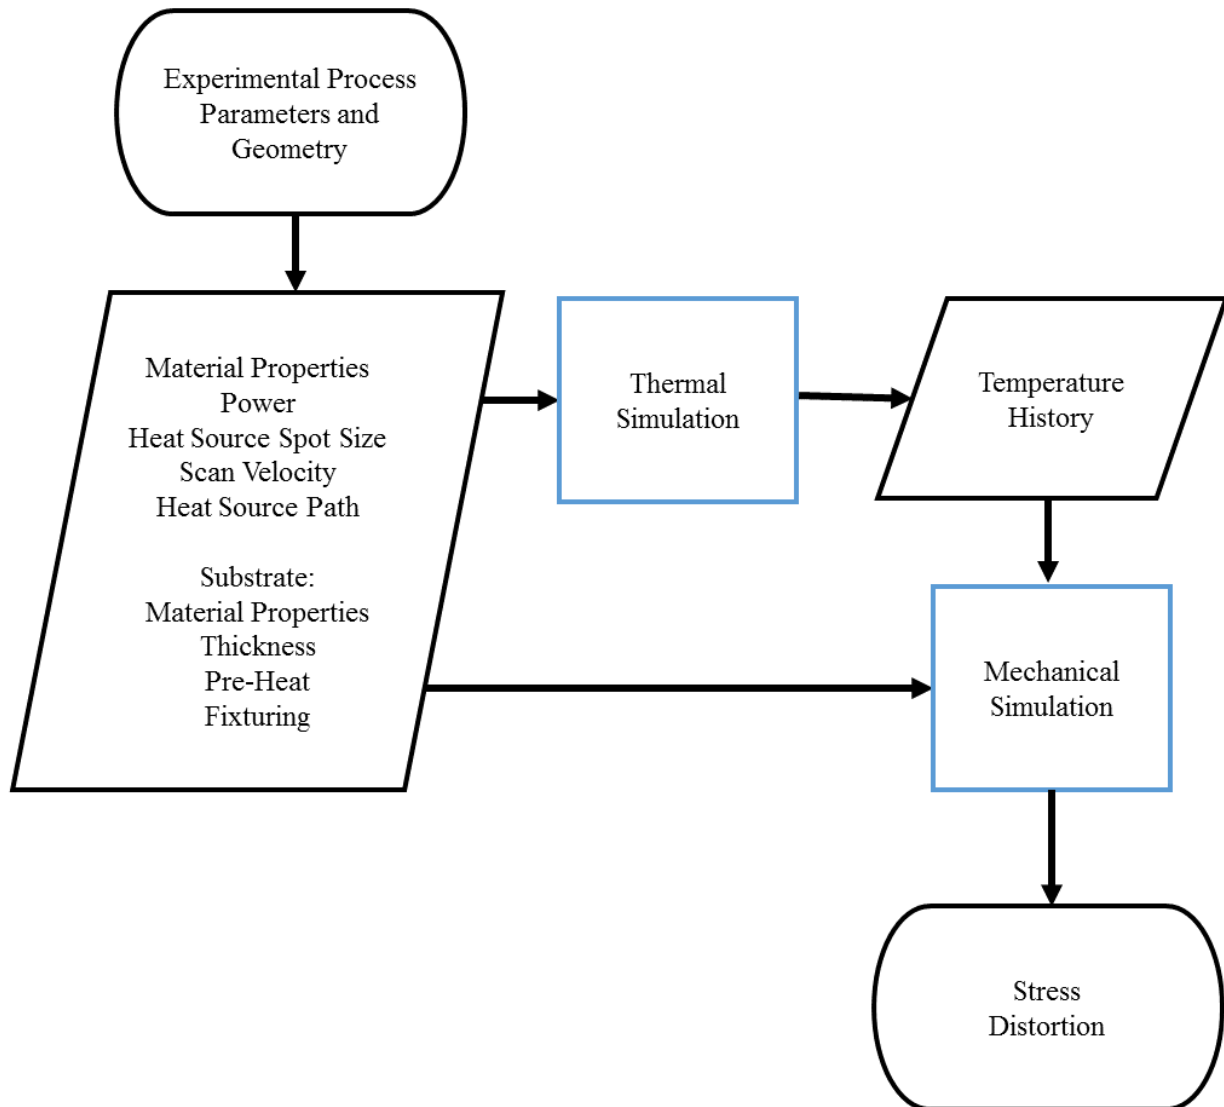 Experimental Process
Parameters and
Geometry
Material Properties
Power
Heat Source Spot Size
Scan Velocity
Heat Source Path
Substrate:
Material Properties
Thickness
Pre-Heat
Fixturing
Thermal
Simulation
Temperature
History
Mechanical
Simulation
Stress
Distortion